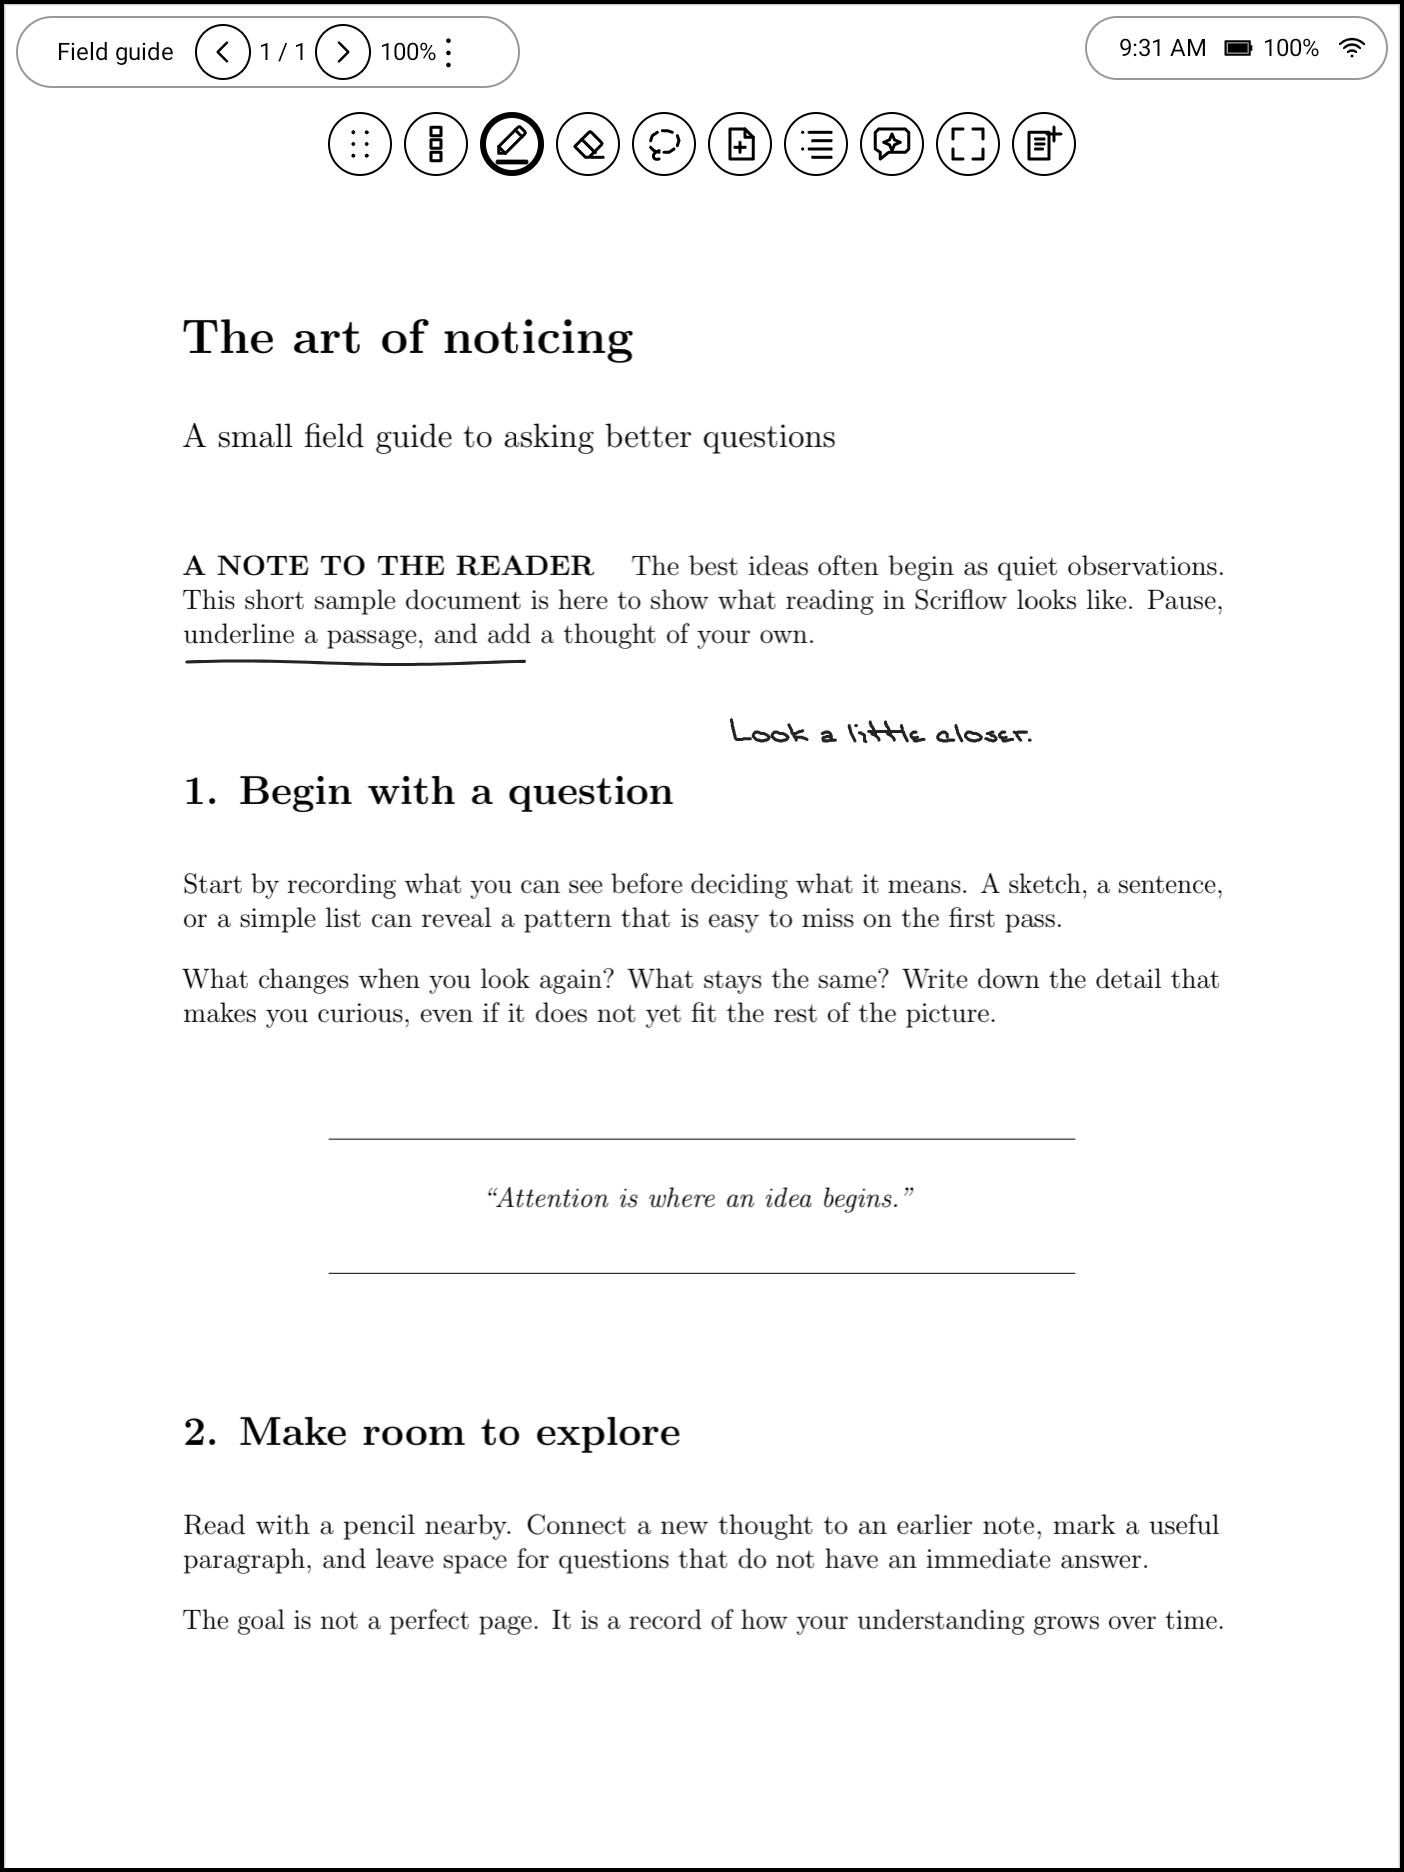 Field guide 1 / 1 100%
9:31 AM 100%
The art of noticing
A small field guide to asking better questions
A NOTE TO THE READER The best ideas often begin as quiet observations.
This short sample document is here to show what reading in Scriflow looks like. Pause,
underline a passage, and add a thought of your own.
Look a little closer.
1. Begin with a question
Start by recording what you can see before deciding what it means. A sketch, a sentence,
or a simple list can reveal a pattern that is easy to miss on the first pass.
What changes when you look again? What stays the same? Write down the detail that
makes you curious, even if it does not yet fit the rest of the picture.
“Attention is where an idea begins.”
2. Make room to explore
Read with a pencil nearby. Connect a new thought to an earlier note, mark a useful
paragraph, and leave space for questions that do not have an immediate answer.
The goal is not a perfect page. It is a record of how your understanding grows over time.